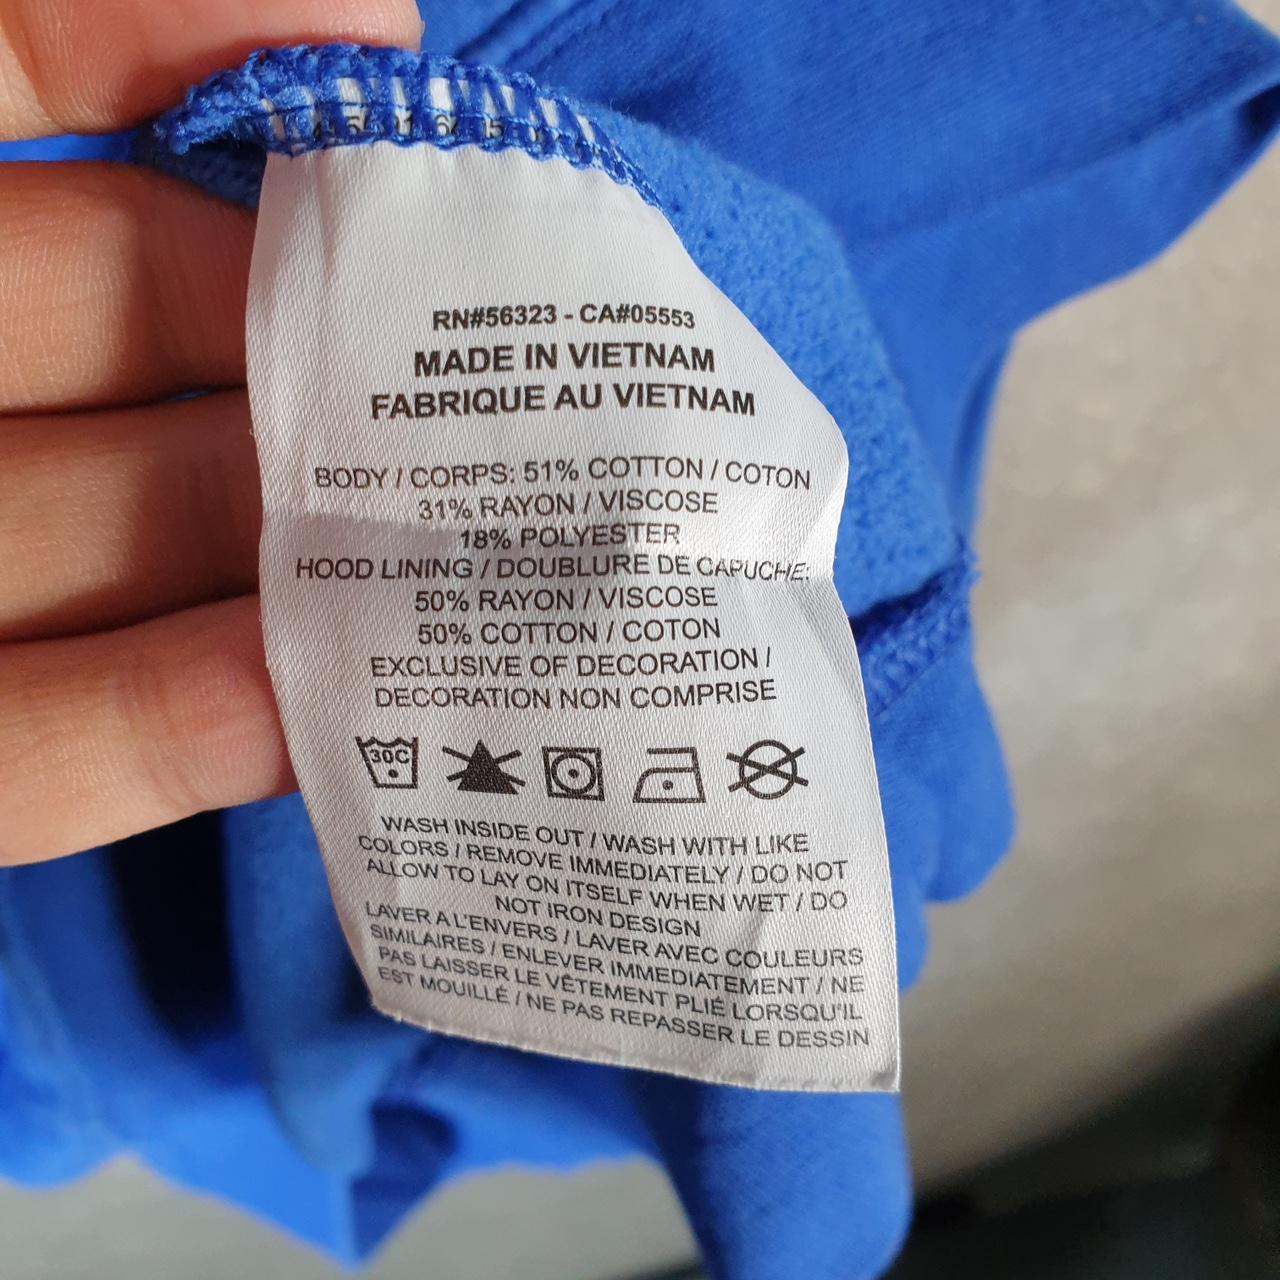 RN#56323 - CA#05553
MADE IN VIETNAM
FABRIQUE AU VIETNAM
BODY / CORPS: 51% COTTON / COTON
31% RAYON / VISCOSE
18% POLYESTER
HOOD LINING / DOUBLURE DE CAPUCHE:
50% RAYON / VISCOSE
50% COTTON / COTON
EXCLUSIVE OF DECORATION /
DECORATION NON COMPRISE
30C
WASH INSIDE OUT / WASH WITH LIKE
COLORS / REMOVE IMMEDIATELY / DO NOT
ALLOW TO LAY ON ITSELF WHEN WET / DO
NOT IRON DESIGN
LAVER A L'ENVERS / LAVER AVEC COULEURS
SIMILAIRES / ENLEVER IMMEDIATEMENT / NE
PAS LAISSER LE VÊTEMENT PLIÉ LORSQU'IL
EST MOUILLÉ / NE PAS REPASSER LE DESSIN